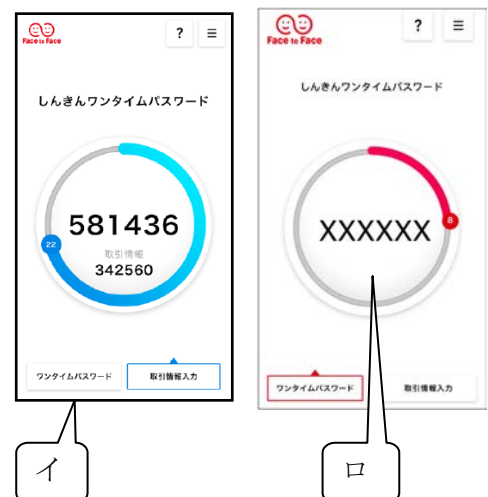 Face to Face
?
≡
しんきんワンタイムパスワード
581436
22
取引情報
342560
ワンタイムパスワード
取引情報入力
イ
Face to Face
?
≡
しんきんワンタイムパスワード
XXXXXX
8
ワンタイムパスワード
取引情報入力
ロ